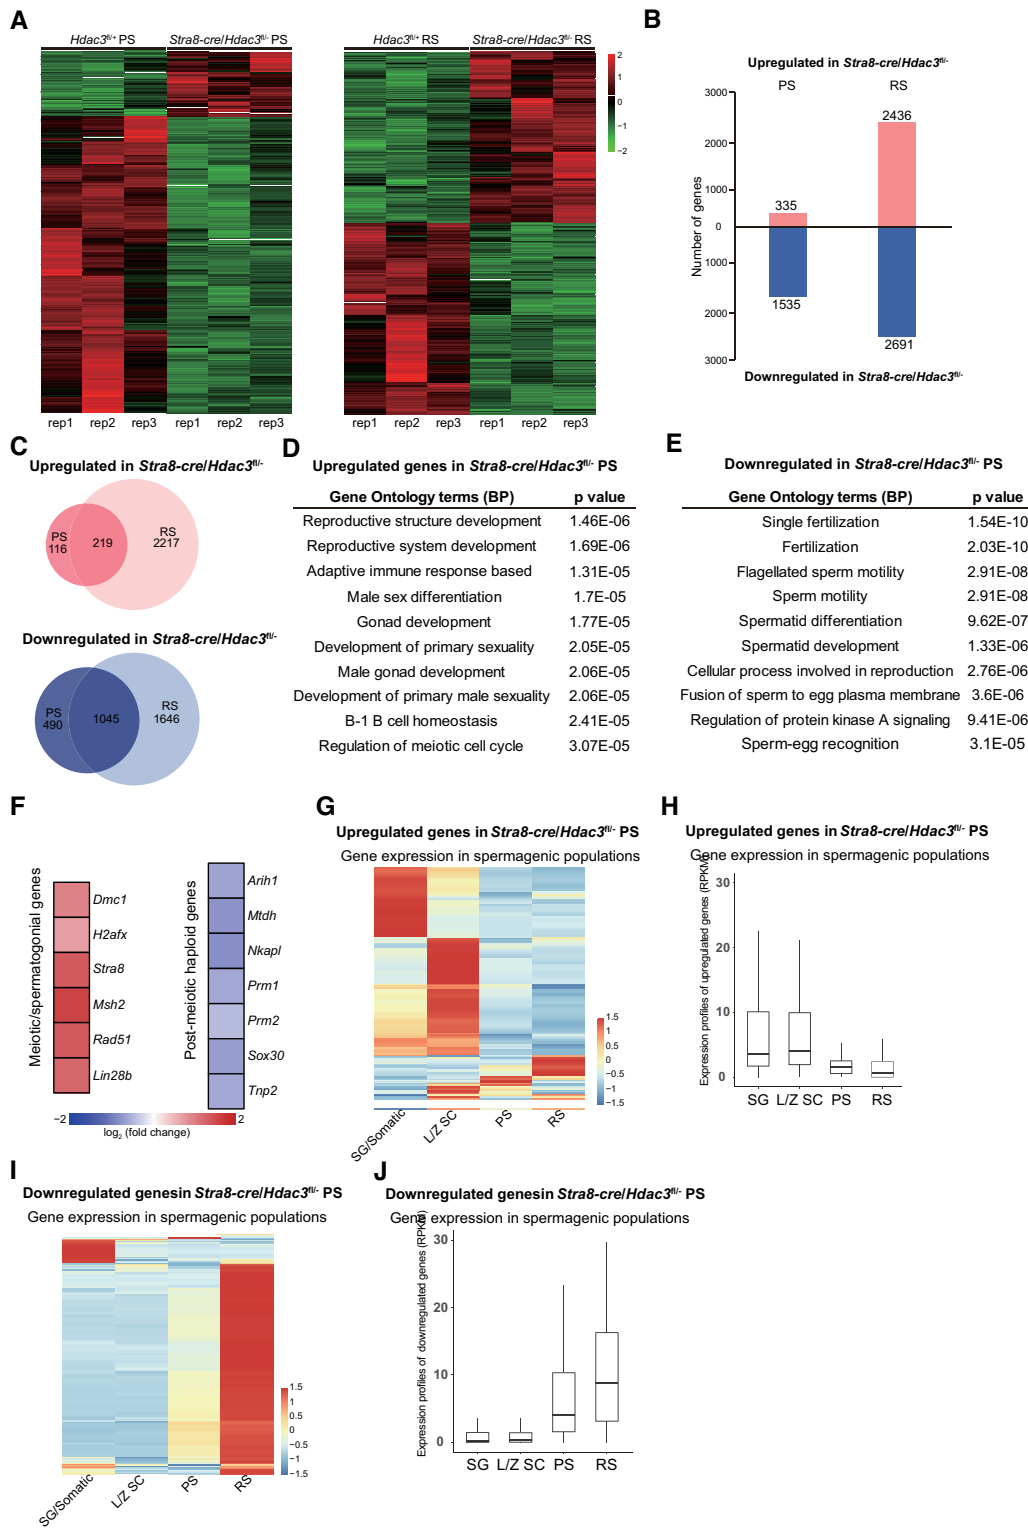 A
Hdac3fl/+ PS
Stra8-cre/Hdac3fl/- PS
rep1 rep2 rep3 rep1 rep2 rep3
Hdac3fl/+ RS
Stra8-cre/Hdac3fl/- RS
rep1 rep2 rep3 rep1 rep2 rep3
2
1
0
−1
−2
B
Upregulated in Stra8-cre/Hdac3fl/-
PS RS
Number of genes
3000
2000
1000
0
1000
2000
3000
335
2436
1535
2691
Downregulated in Stra8-cre/Hdac3fl/-
C
Upregulated in Stra8-cre/Hdac3fl/-
PS
116
219
RS
2217
Downregulated in Stra8-cre/Hdac3fl/-
PS
490
1045
RS
1646
D
Upregulated genes in Stra8-cre/Hdac3fl/- PS
Gene Ontology terms (BP) p value
Reproductive structure development 1.46E-06
Reproductive system development 1.69E-06
Adaptive immune response based 1.31E-05
Male sex differentiation 1.7E-05
Gonad development 1.77E-05
Development of primary sexuality 2.05E-05
Male gonad development 2.06E-05
Development of primary male sexuality 2.06E-05
B-1 B cell homeostasis 2.41E-05
Regulation of meiotic cell cycle 3.07E-05
E
Downregulated in Stra8-cre/Hdac3fl/- PS
Gene Ontology terms (BP) p value
Single fertilization 1.54E-10
Fertilization 2.03E-10
Flagellated sperm motility 2.91E-08
Sperm motility 2.91E-08
Spermatid differentiation 9.62E-07
Spermatid development 1.33E-06
Cellular process involved in reproduction 2.76E-06
Fusion of sperm to egg plasma membrane 3.6E-06
Regulation of protein kinase A signaling 9.41E-06
Sperm-egg recognition 3.1E-05
F
Meiotic/spermatogonial genes
Dmc1
H2afx
Stra8
Msh2
Rad51
Lin28b
Post-meiotic haploid genes
Arih1
Mtdh
Nkapl
Prm1
Prm2
Sox30
Tnp2
−2 2
log2 (fold change)
G
Upregulated genes in Stra8-cre/Hdac3fl/- PS
Gene expression in spermagenic populations
1.5
1
0.5
0
−0.5
−1
−1.5
SG/Somatic L/Z SC PS RS
H
Upregulated genes in Stra8-cre/Hdac3fl/- PS
Gene expression in spermagenic populations
Expression profiles of upregulated genes (RPKM)
30
20
10
0
SG L/Z SC PS RS
I
Downregulated genesin Stra8-cre/Hdac3fl/- PS
Gene expression in spermagenic populations
1.5
1
0.5
0
−0.5
−1
−1.5
SG/Somatic L/Z SC PS RS
J
Downregulated genesin Stra8-cre/Hdac3fl/- PS
Gene expression in spermagenic populations
Expression profiles of downregulated genes (RPKM)
30
20
10
0
SG L/Z SC PS RS